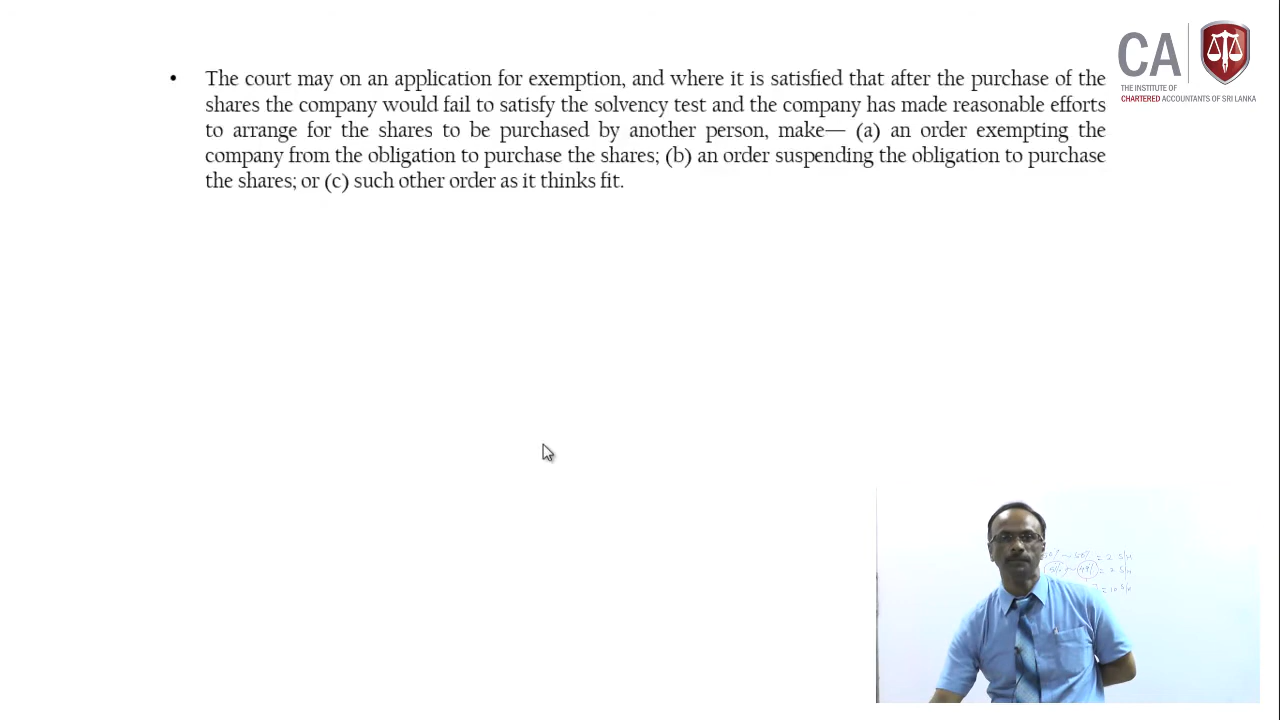 CA
THE INSTITUTE OF
CHARTERED ACCOUNTANTS OF SRI LANKA
• The court may on an application for exemption, and where it is satisfied that after the purchase of the
shares the company would fail to satisfy the solvency test and the company has made reasonable efforts
to arrange for the shares to be purchased by another person, make— (a) an order exempting the
company from the obligation to purchase the shares; (b) an order suspending the obligation to purchase
the shares; or (c) such other order as it thinks fit.